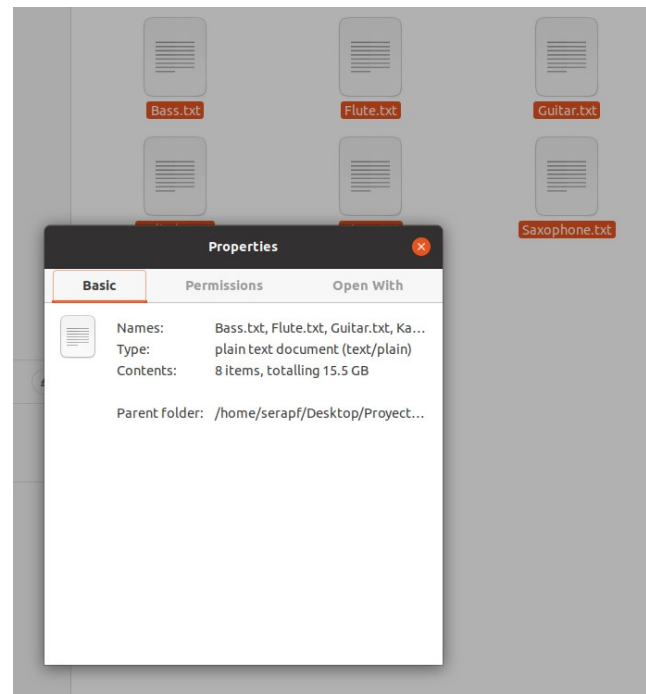 Bass.txt
Flute.txt
Guitar.txt
Saxophone.txt
Properties
Basic
Permissions
Open With
Names: Bass.txt, Flute.txt, Guitar.txt, Ka...
Type: plain text document (text/plain)
Contents: 8 items, totalling 15.5 GB
Parent folder: /home/serapf/Desktop/Proyect...